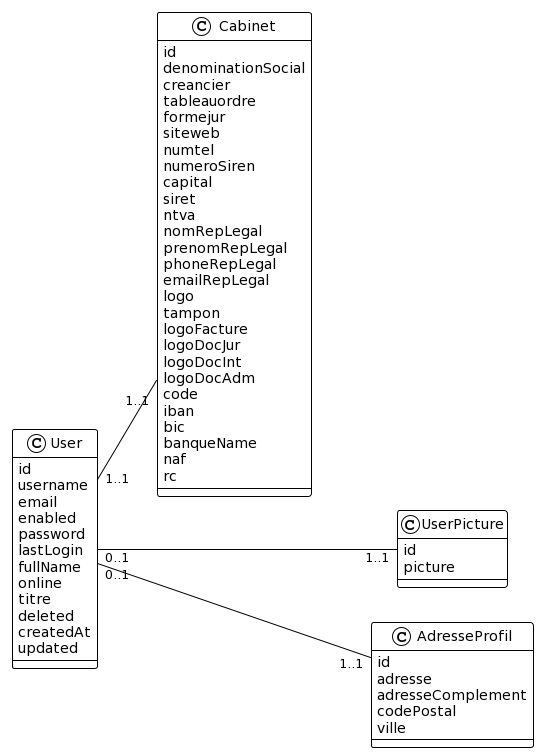 C Cabinet
id
denominationSocial
creancier
tableauordre
formejur
siteweb
numtel
numeroSiren
capital
siret
ntva
nomRepLegal
prenomRepLegal
phoneRepLegal
emailRepLegal
logo
tampon
logoFacture
logoDocJur
logoDocInt
logoDocAdm
code
iban
bic
banqueName
naf
rc
1..1
1..1
C User
id
username
email
enabled
password
lastLogin
fullName
online
titre
deleted
createdAt
updated
0..1
1..1
0..1
1..1
C UserPicture
id
picture
C AdresseProfil
id
adresse
adresseComplement
codePostal
ville